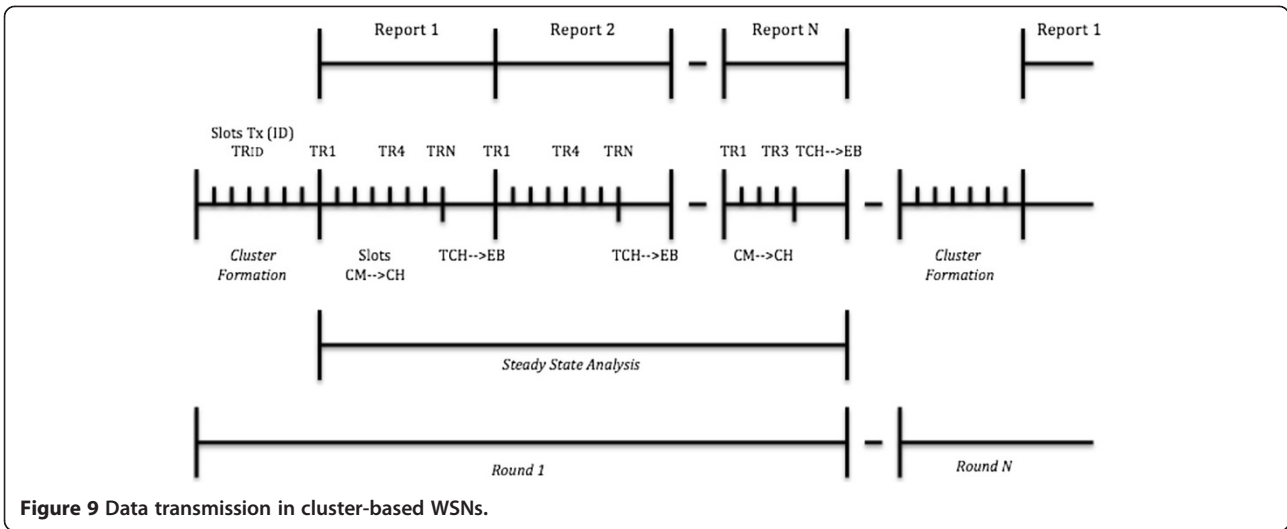 Report 1 Report 2 Report N Report 1
Slots Tx (ID)
TRID TR1 TR4 TRN TR1 TR4 TRN TR1 TR3 TCH-->EB
Cluster Formation
Slots CM-->CH
TCH-->EB
TCH-->EB
CM-->CH
Cluster Formation
Steady State Analysis
Round 1
Round N
Figure 9 Data transmission in cluster-based WSNs.